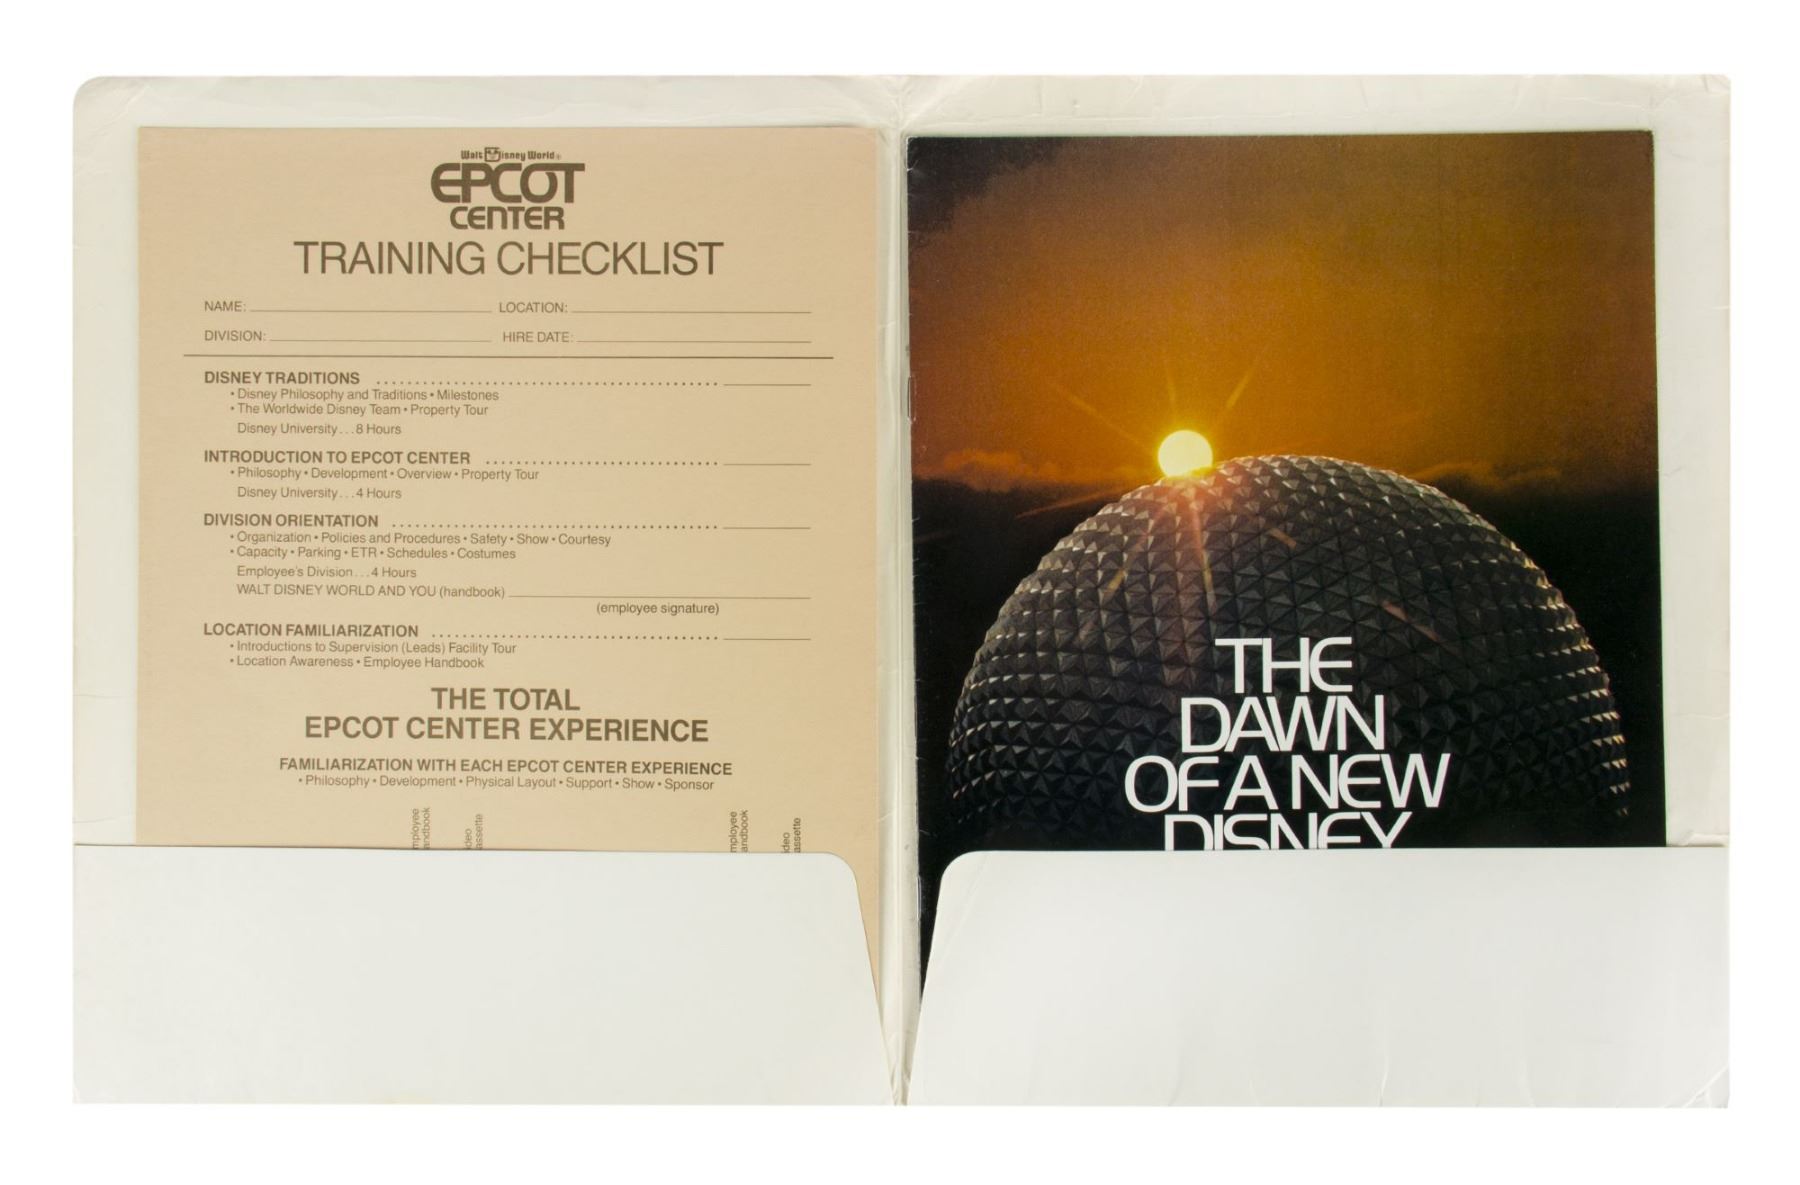 Walt Disney World®
EPCOT
CENTER
TRAINING CHECKLIST
NAME: LOCATION:
DIVISION: HIRE DATE:
DISNEY TRADITIONS
• Disney Philosophy and Traditions • Milestones
• The Worldwide Disney Team • Property Tour
Disney University...8 Hours
INTRODUCTION TO EPCOT CENTER
• Philosophy • Development • Overview • Property Tour
Disney University...4 Hours
DIVISION ORIENTATION
• Organization • Policies and Procedures • Safety • Show • Courtesy
• Capacity • Parking • ETR • Schedules • Costumes
Employee's Division...4 Hours
WALT DISNEY WORLD AND YOU (handbook)
(employee signature)
LOCATION FAMILIARIZATION
• Introductions to Supervision (Leads) Facility Tour
• Location Awareness • Employee Handbook
THE TOTAL
EPCOT CENTER EXPERIENCE
FAMILIARIZATION WITH EACH EPCOT CENTER EXPERIENCE
• Philosophy • Development • Physical Layout • Support • Show • Sponsor
THE
DAWN
OF A NEW
DISNEY